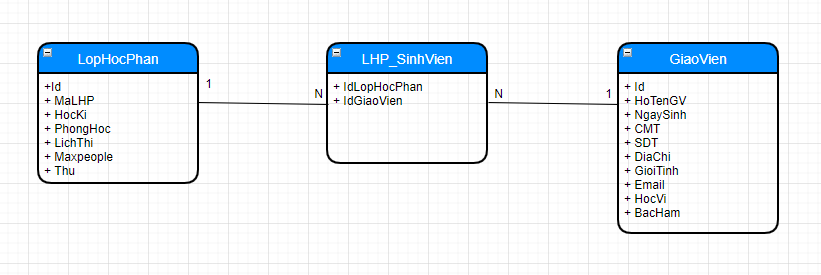 LopHocPhan
+Id
+ MaLHP
+ HocKi
+ PhongHoc
+ LichThi
+ Maxpeople
+ Thu
1
N
LHP_SinhVien
+ IdLopHocPhan
+ IdGiaoVien
N
1
GiaoVien
+ Id
+ HoTenGV
+ NgaySinh
+ CMT
+ SDT
+ DiaChi
+ GioiTinh
+ Email
+ HocVi
+ BacHam